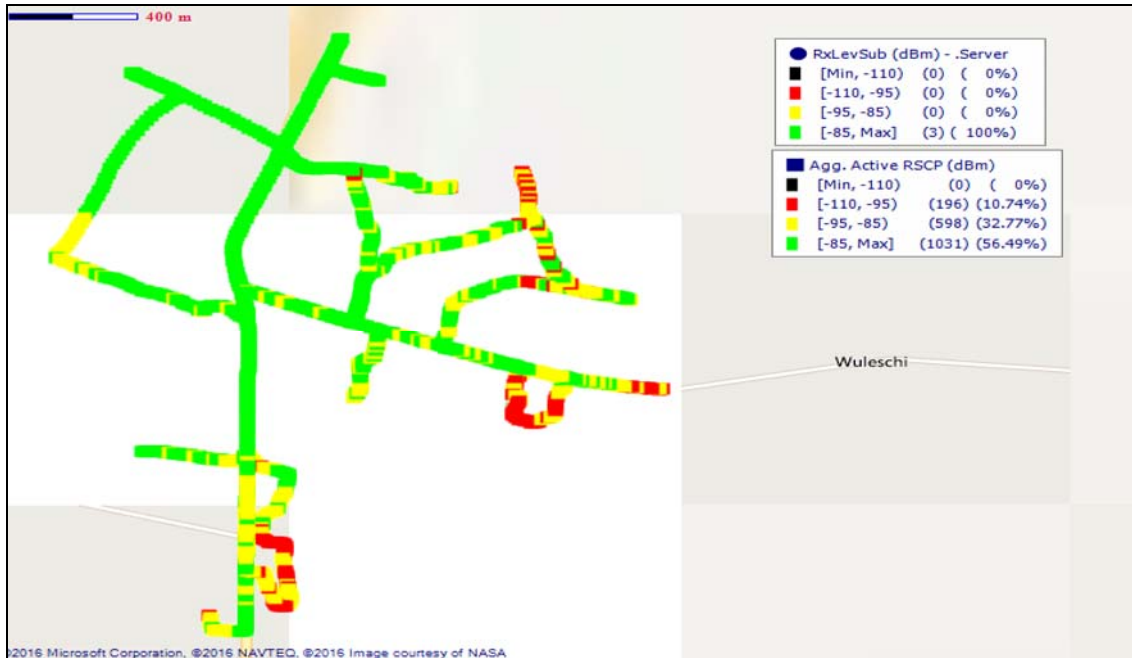 400 m
RxLevSub (dBm) - .Server
[Min, -110) (0) ( 0%)
[-110, -95) (0) ( 0%)
[-95, -85) (0) ( 0%)
[-85, Max] (3) ( 100%)
Agg. Active RSCP (dBm)
[Min, -110) (0) ( 0%)
[-110, -95) (196) (10.74%)
[-95, -85) (598) (32.77%)
[-85, Max] (1031) (56.49%)
Wuleschi
©2016 Microsoft Corporation, ©2016 NAVTEQ, ©2016 Image courtesy of NASA